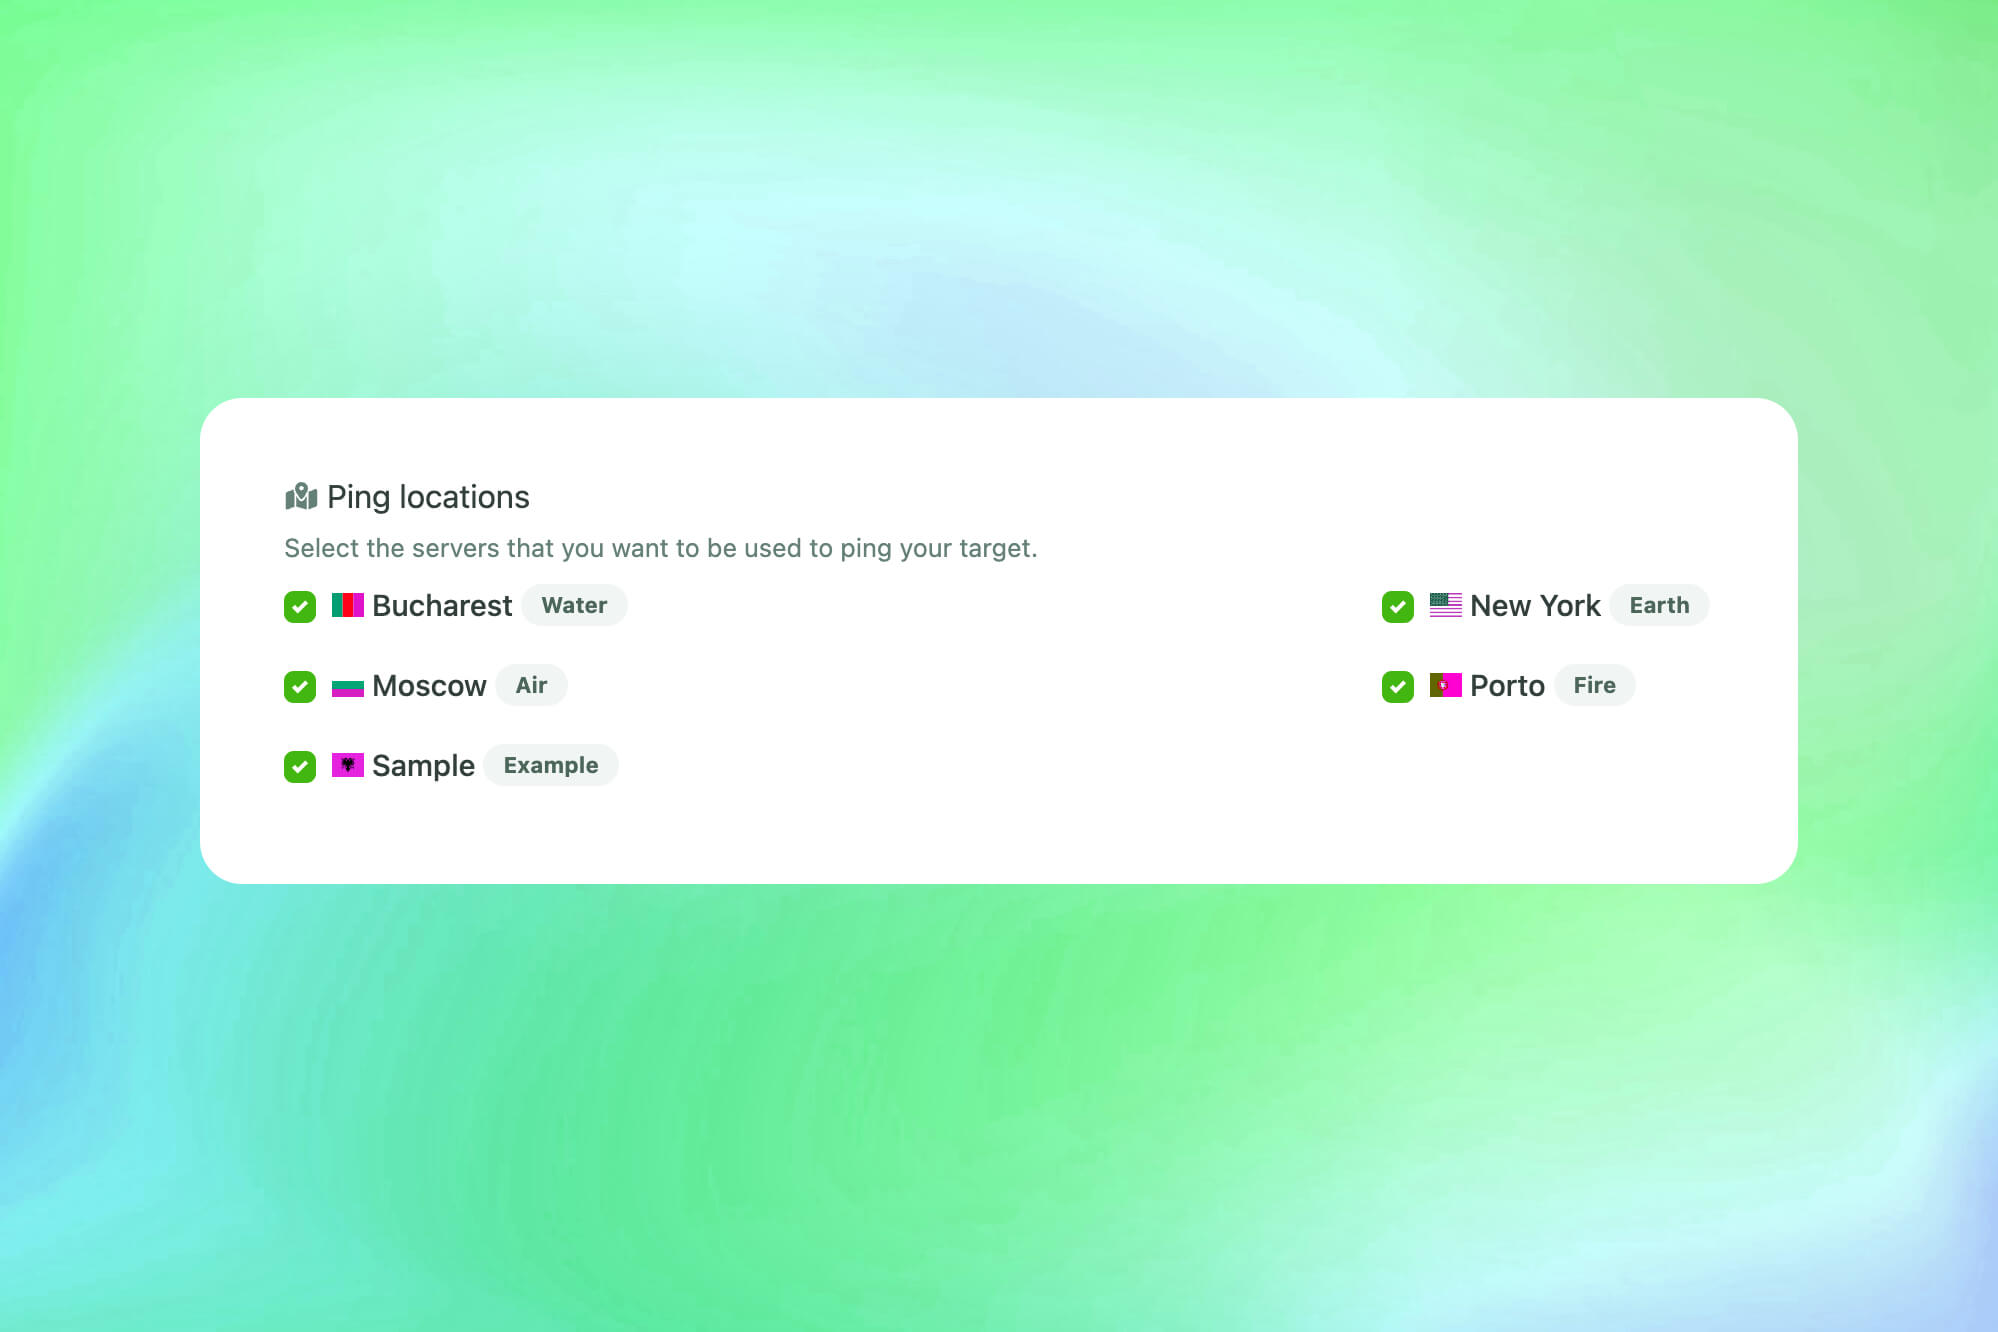 Ping locations
Select the servers that you want to be used to ping your target.
Bucharest Water
New York Earth
Moscow Air
Porto Fire
Sample Example